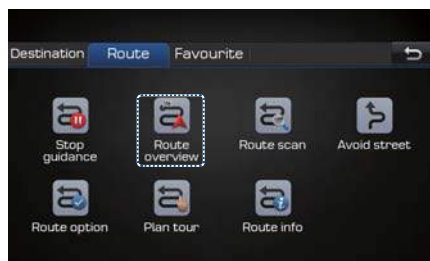 Destination Route Favourite
Stop guidance
Route overview
Route scan
Avoid street
Route option
Plan tour
Route info